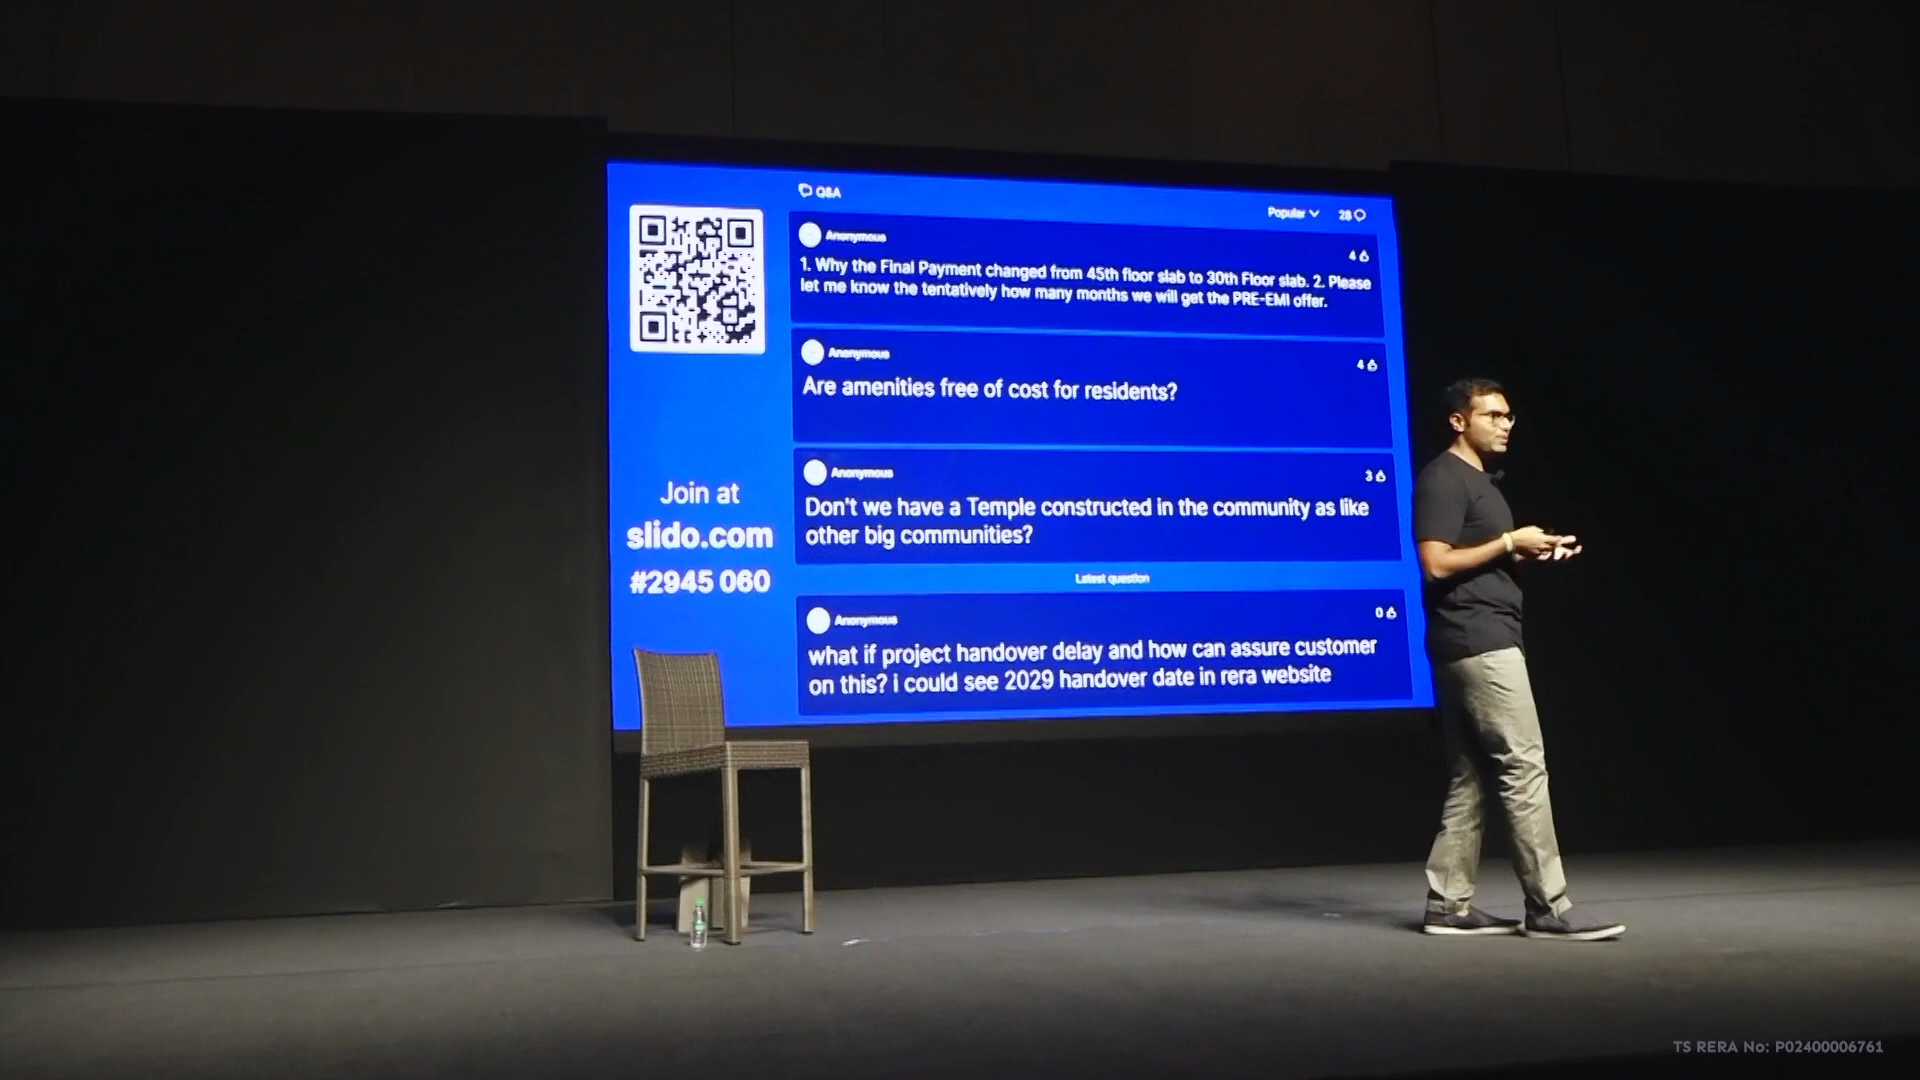 Q&A
Popular 28
Anonymous
4
1. Why the Final Payment changed from 45th floor slab to 30th Floor slab. 2. Please
let me know the tentatively how many months we will get the PRE-EMI offer.
Anonymous
4
Are amenities free of cost for residents?
Anonymous
3
Don't we have a Temple constructed in the community as like
other big communities?
Latest question
Anonymous
0
what if project handover delay and how can assure customer
on this? i could see 2029 handover date in rera website
Join at
slido.com
#2945 060
TS RERA No: P02400006761